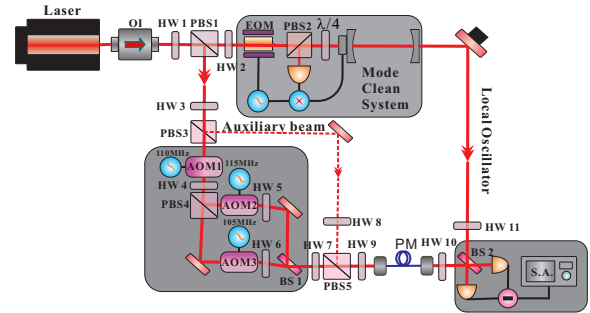 Laser
OI
HW 1
PBS1
HW 2
EOM
PBS2
λ/4
Mode
Clean
System
HW 3
PBS3
Auxiliary beam
Local Oscillator
110MHz
AOM1
115MHz
HW 4
PBS4
AOM2
HW 5
105MHz
AOM3
HW 6
BS 1
HW 7
HW 8
PBS5
HW 9
PM
HW 10
HW 11
BS 2
S.A.